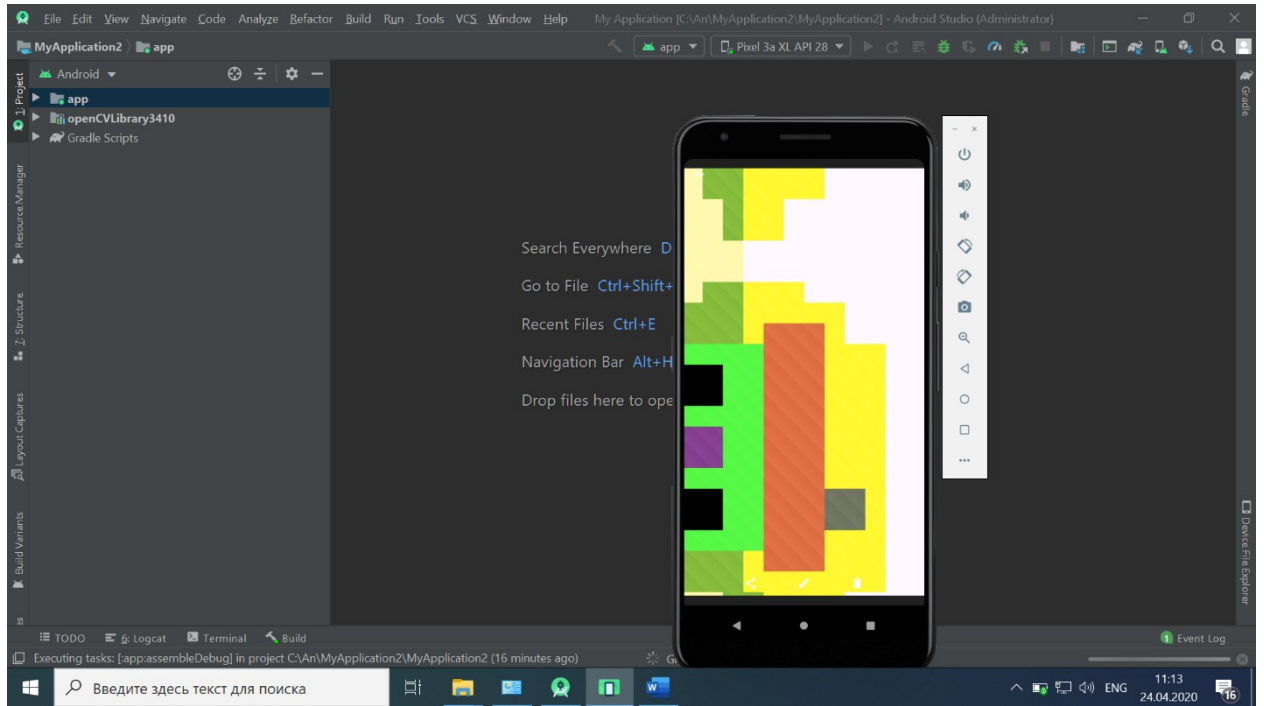 File Edit View Navigate Code Analyze Refactor Build Run Tools VCS Window Help My Application [C:\An\MyApplication2\MyApplication2] - Android Studio (Administrator)
MyApplication2 app app Pixel 3a XL API 28
Android
app
openCVLibrary3410
Gradle Scripts
1: Project
Resource Manager
Z: Structure
Layout Captures
Build Variants
Gradle
Device File Explorer
Search Everywhere D
Go to File Ctrl+Shift+
Recent Files Ctrl+E
Navigation Bar Alt+H
Drop files here to ope
TODO 6: Logcat Terminal Build 1 Event Log
Executing tasks: [:app:assembleDebug] in project C:\An\MyApplication2\MyApplication2 (16 minutes ago) G
Введите здесь текст для поиска
ENG 11:13
24.04.2020 16